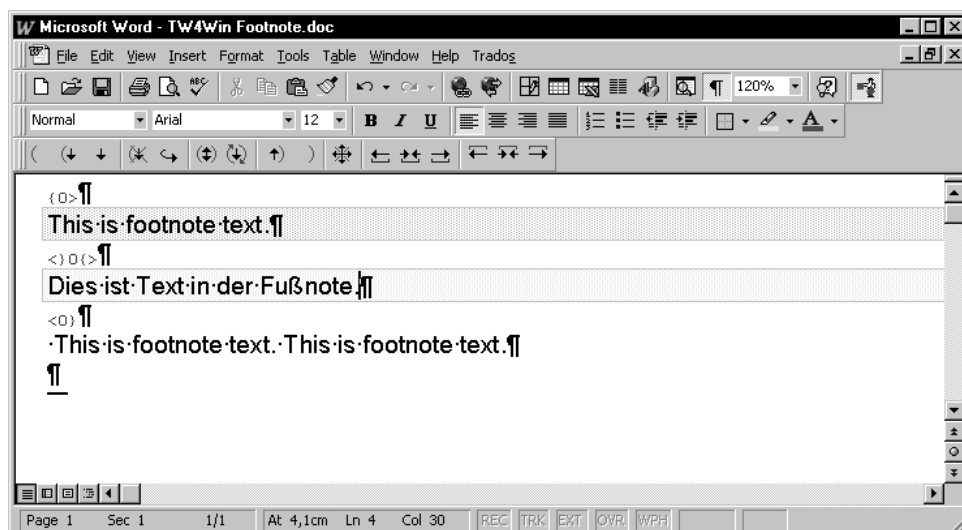 Microsoft Word - TW4Win Footnote.doc
File Edit View Insert Format Tools Table Window Help Trados
ABC 120%
Normal Arial 12 B I U A
{0>¶
This·is·footnote·text.¶
<}0{>¶
Dies·ist·Text·in·der·Fußnote.¶
<0}¶
·This·is·footnote·text.·This·is·footnote·text.¶
¶
Page 1 Sec 1 1/1 At 4,1cm Ln 4 Col 30 REC TRK EXT OVR WPH